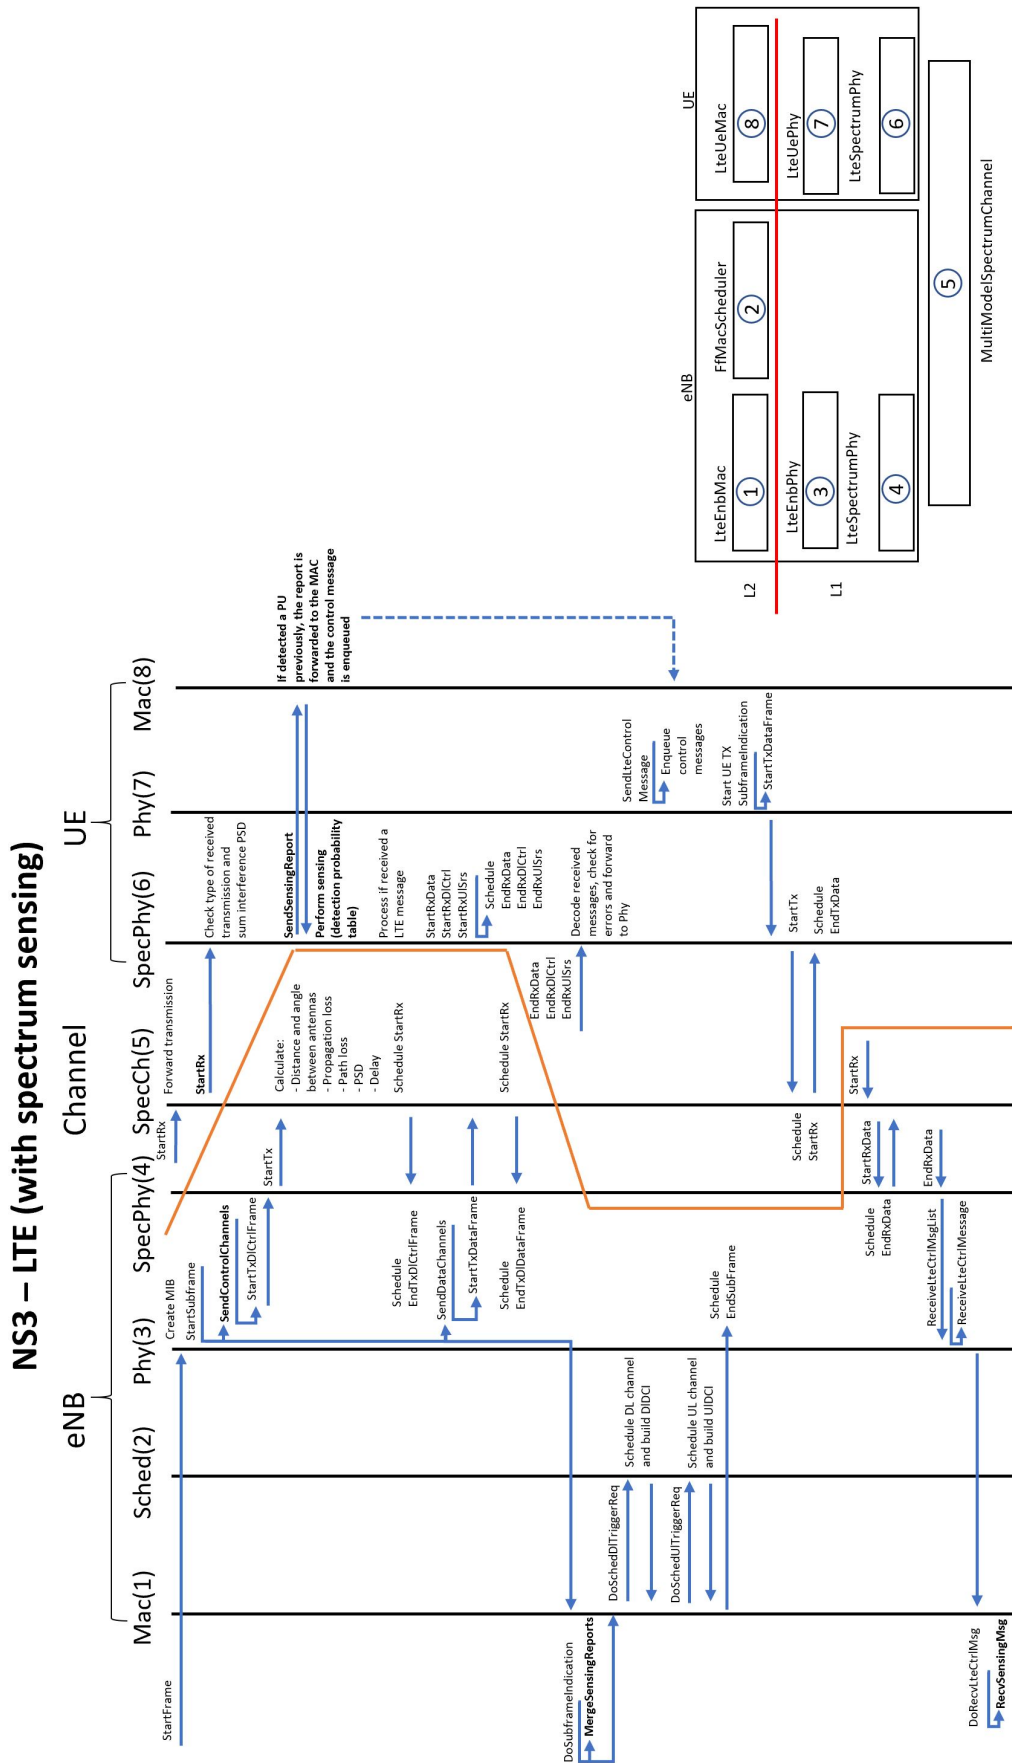 NS3 – LTE (with spectrum sensing)
eNB
Channel
UE
Mac(1)
Sched(2)
Phy(3)
SpecPhy(4)
SpecCh(5)
SpecPhy(6)
Phy(7)
Mac(8)
StartFrame
Create MIB
StartSubframe
SendControlChannels
StartTxDlCtrlFrame
StartTx
StartRx
Forward transmission
StartRx
Check type of received
transmission and
sum interference PSD
Calculate:
- Distance and angle
between antennas
- Propagation loss
- Path loss
- PSD
- Delay
Schedule StartRx
SendSensingReport
Perform sensing
(detection probability
table)
If detected a PU
previously, the report is
forwarded to the MAC
and the control message
is enqueued
Process if received a
LTE message
StartRxData
StartRxDlCtrl
StartRxUlSrs
Schedule
EndRxData
EndRxDlCtrl
EndRxUlSrs
Schedule
EndTxDlCtrlFrame
SendDataChannels
StartTxDataFrame
Schedule
EndTxDlDataFrame
Schedule StartRx
EndRxData
EndRxDlCtrl
EndRxUlSrs
Decode received
messages, check for
errors and forward
to Phy
DoSubframeIndication
MergeSensingReports
DoSchedDlTriggerReq
Schedule DL channel
and build DlDCI
DoSchedUlTriggerReq
Schedule UL channel
and build UlDCI
Schedule
EndSubFrame
SendLteControl
Message
Enqueue
control
messages
Start UE TX
SubframeIndication
StartTxDataFrame
StartTx
Schedule
EndTxData
Schedule
StartRx
StartRx
StartRxData
Schedule
EndRxData
EndRxData
ReceiveLteCtrlMsgList
ReceiveLteCtrlMessage
DoRecvLteCtrlMsg
RecvSensingMsg
eNB
UE
L2
LteEnbMac
1
FfMacScheduler
2
LteUeMac
8
L1
LteEnbPhy
3
LteUePhy
7
LteSpectrumPhy
4
LteSpectrumPhy
6
5
MultiModelSpectrumChannel